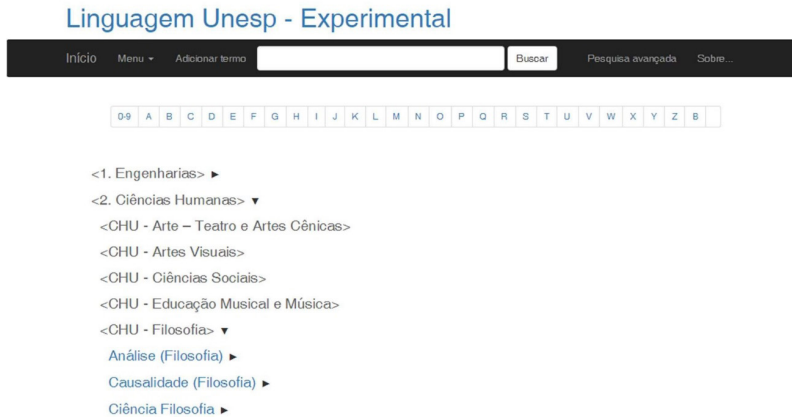 Linguagem Unesp - Experimental
Início Menu Adicionar termo Buscar Pesquisa avançada Sobre...
0-9 A B C D E F G H I J K L M N O P Q R S T U V W X Y Z B
<1. Engenharias> ►
<2. Ciências Humanas> ▼
<CHU - Arte – Teatro e Artes Cênicas>
<CHU - Artes Visuais>
<CHU - Ciências Sociais>
<CHU - Educação Musical e Música>
<CHU - Filosofia> ▼
Análise (Filosofia) ►
Causalidade (Filosofia) ►
Ciência Filosofia ►